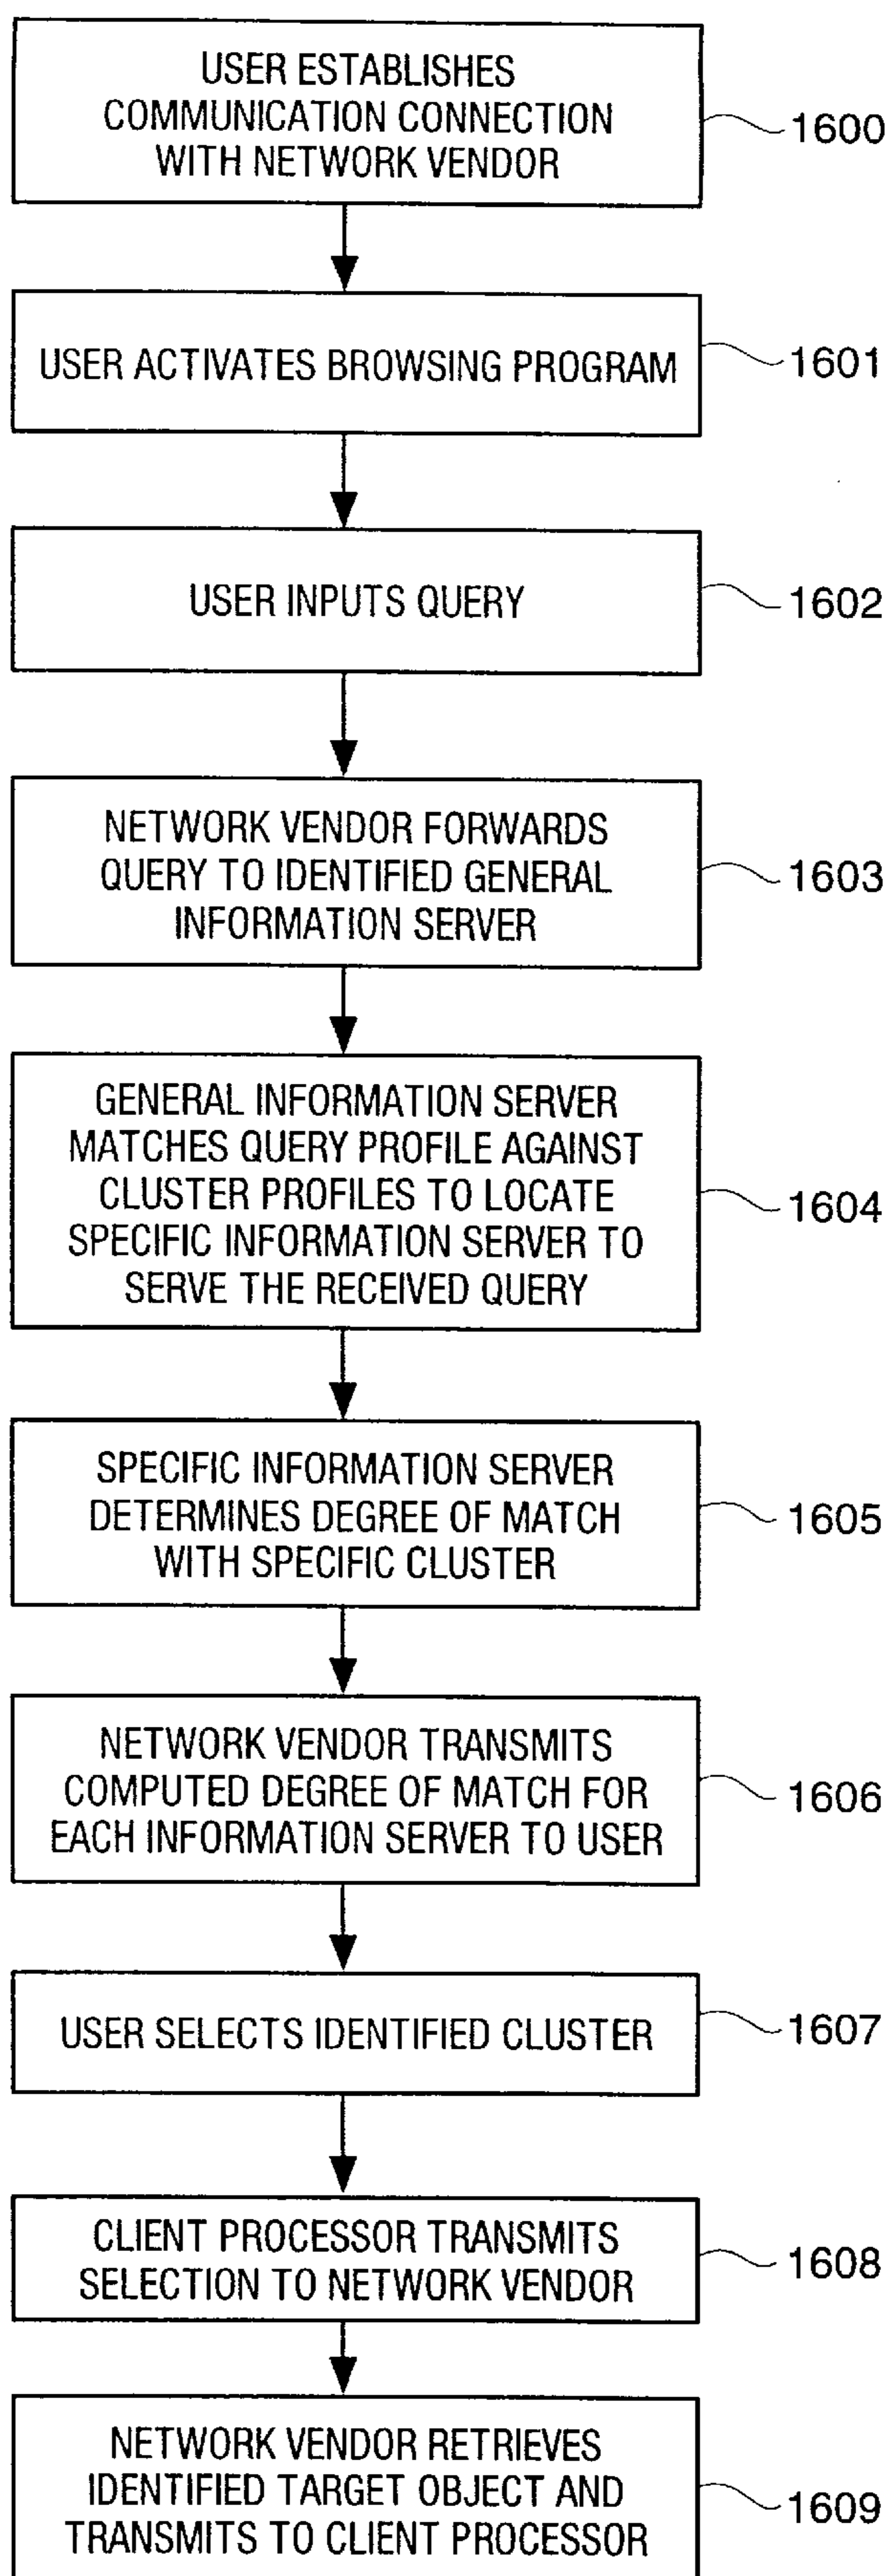 USER ESTABLISHES
COMMUNICATION CONNECTION
WITH NETWORK VENDOR
1600
USER ACTIVATES BROWSING PROGRAM
1601
USER INPUTS QUERY
1602
NETWORK VENDOR FORWARDS
QUERY TO IDENTIFIED GENERAL
INFORMATION SERVER
1603
GENERAL INFORMATION SERVER
MATCHES QUERY PROFILE AGAINST
CLUSTER PROFILES TO LOCATE
SPECIFIC INFORMATION SERVER TO
SERVE THE RECEIVED QUERY
1604
SPECIFIC INFORMATION SERVER
DETERMINES DEGREE OF MATCH
WITH SPECIFIC CLUSTER
1605
NETWORK VENDOR TRANSMITS
COMPUTED DEGREE OF MATCH FOR
EACH INFORMATION SERVER TO USER
1606
USER SELECTS IDENTIFIED CLUSTER
1607
CLIENT PROCESSOR TRANSMITS
SELECTION TO NETWORK VENDOR
1608
NETWORK VENDOR RETRIEVES
IDENTIFIED TARGET OBJECT AND
TRANSMITS TO CLIENT PROCESSOR
1609